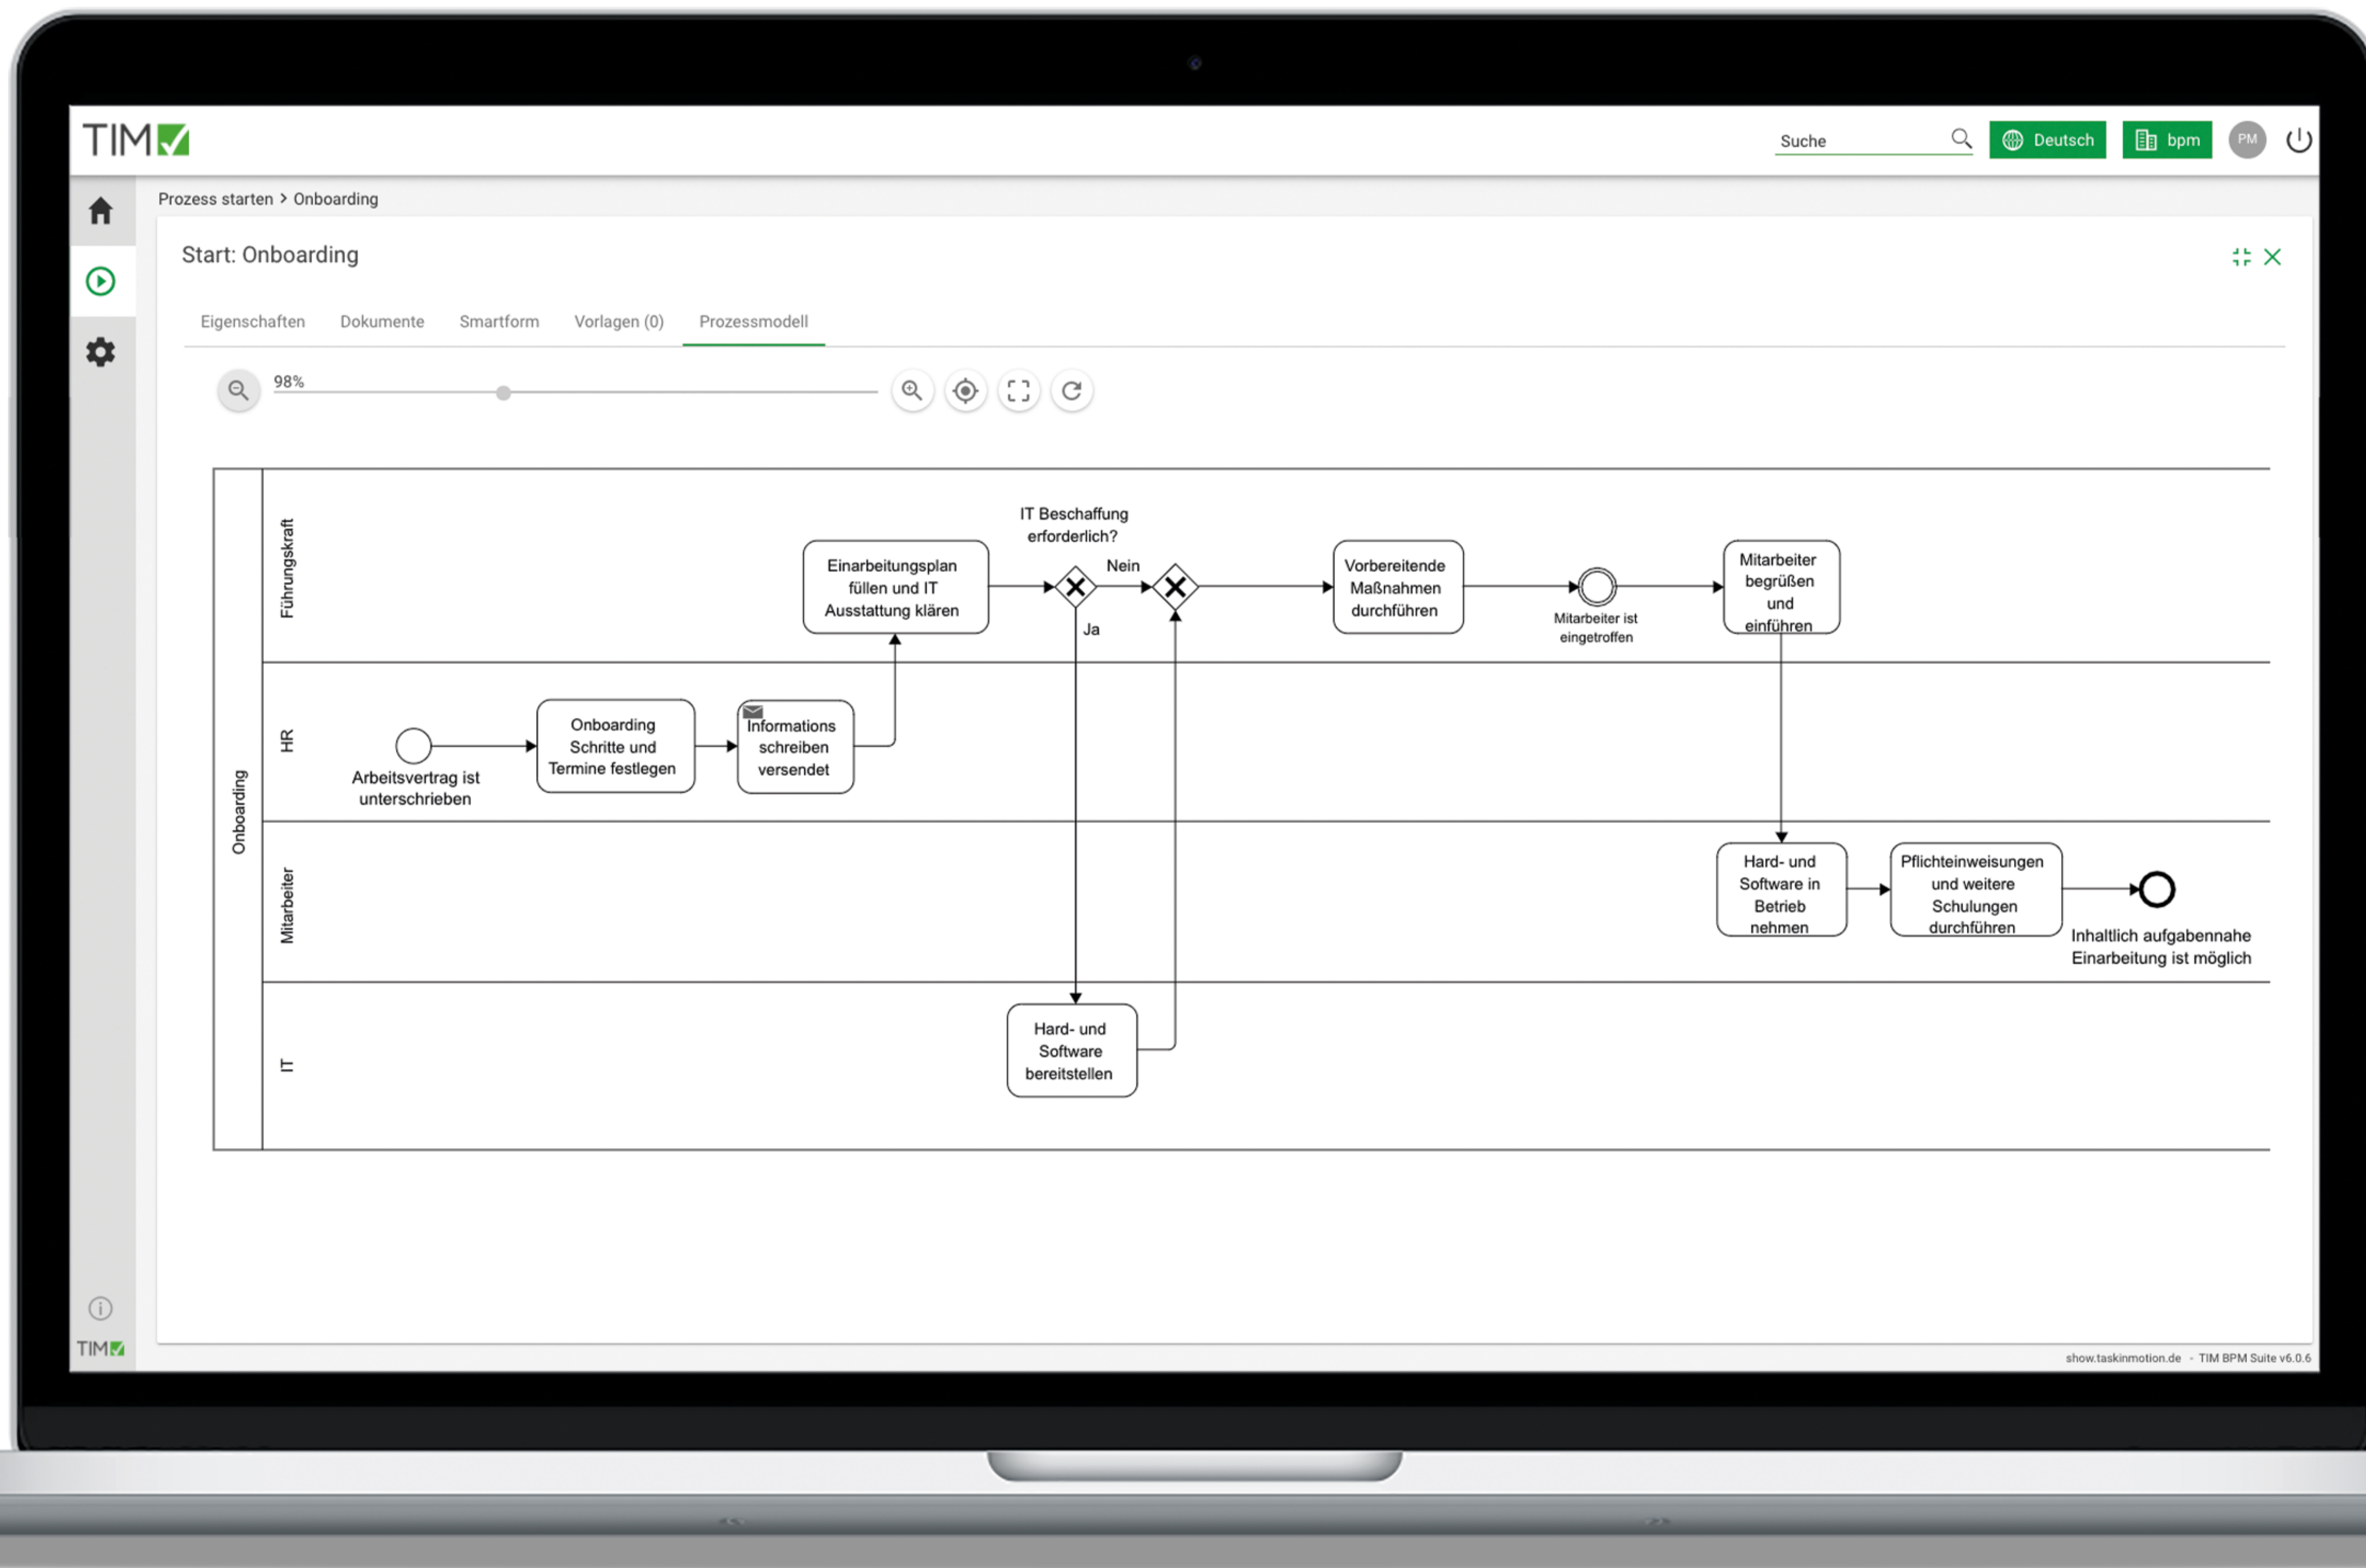 TIM
Suche
Deutsch
bpm
PM
Prozess starten > Onboarding
Start: Onboarding
Eigenschaften
Dokumente
Smartform
Vorlagen (0)
Prozessmodell
98%
Onboarding
Führungskraft
Einarbeitungsplan
füllen und IT
Ausstattung klären
IT Beschaffung
erforderlich?
Nein
Ja
Vorbereitende
Maßnahmen
durchführen
Mitarbeiter ist
eingetroffen
Mitarbeiter
begrüßen
und
einführen
HR
Arbeitsvertrag ist
unterschrieben
Onboarding
Schritte und
Termine festlegen
Informations
schreiben
versendet
Mitarbeiter
Hard- und
Software in
Betrieb
nehmen
Pflichteinweisungen
und weitere
Schulungen
durchführen
Inhaltlich aufgabennahe
Einarbeitung ist möglich
IT
Hard- und
Software
bereitstellen
TIM
show.taskinmotion.de - TIM BPM Suite v6.0.6